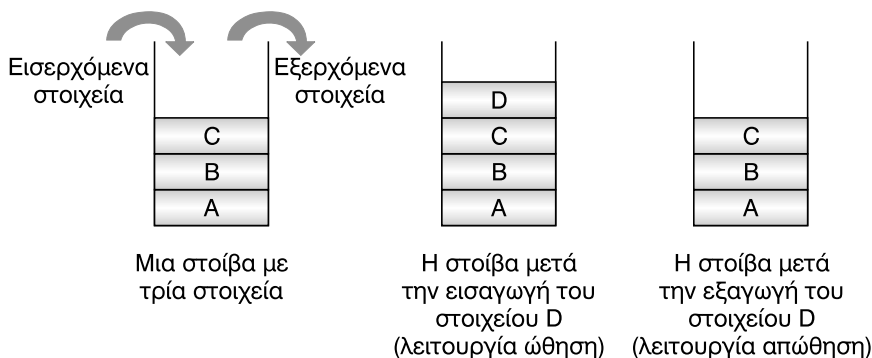 Εισερχόμενα
στοιχεία
Εξερχόμενα
στοιχεία
C
B
A
Μια στοίβα με
τρία στοιχεία
D
C
B
A
Η στοίβα μετά
την εισαγωγή του
στοιχείου D
(λειτουργία ώθηση)
C
B
A
Η στοίβα μετά
την εξαγωγή του
στοιχείου D
(λειτουργία απώθηση)